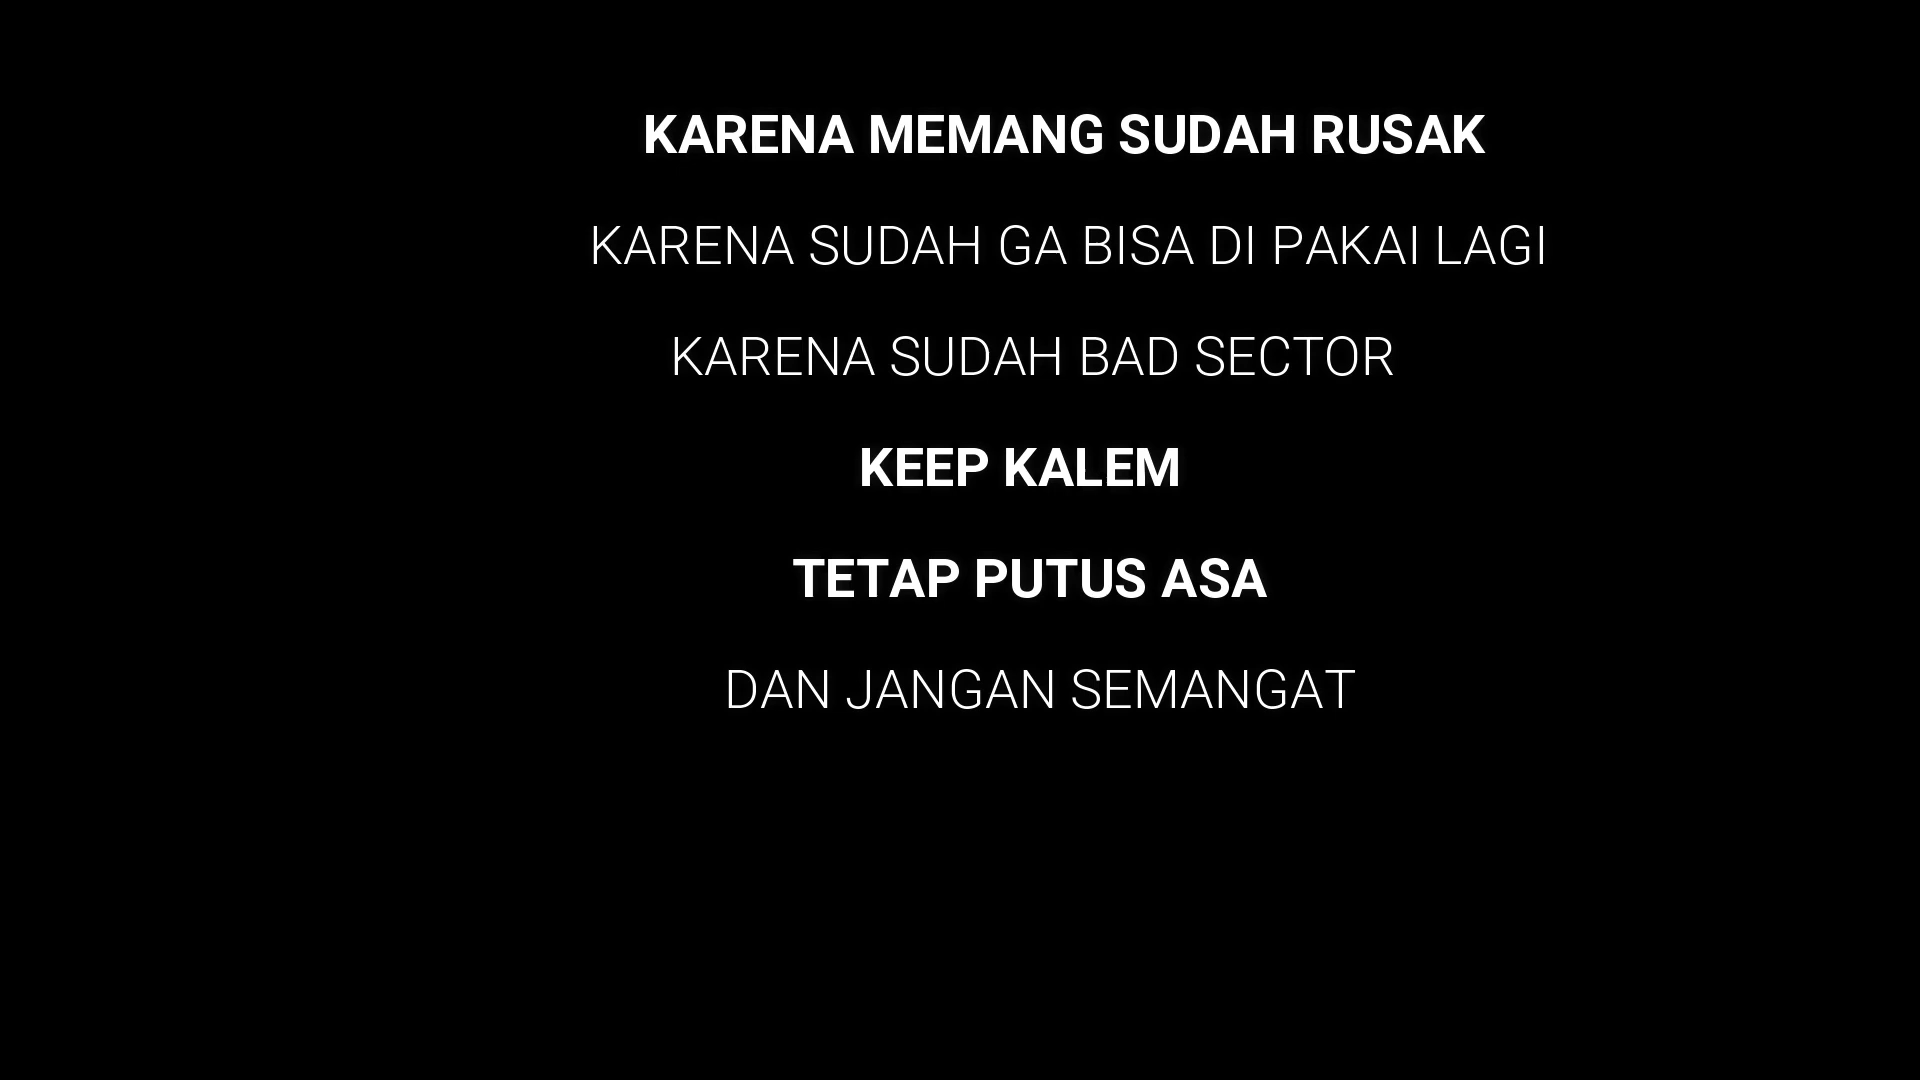 KARENA MEMANG SUDAH RUSAK
KARENA SUDAH GA BISA DI PAKAI LAGI
KARENA SUDAH BAD SECTOR
KEEP KALEM
TETAP PUTUS ASA
DAN JANGAN SEMANGAT